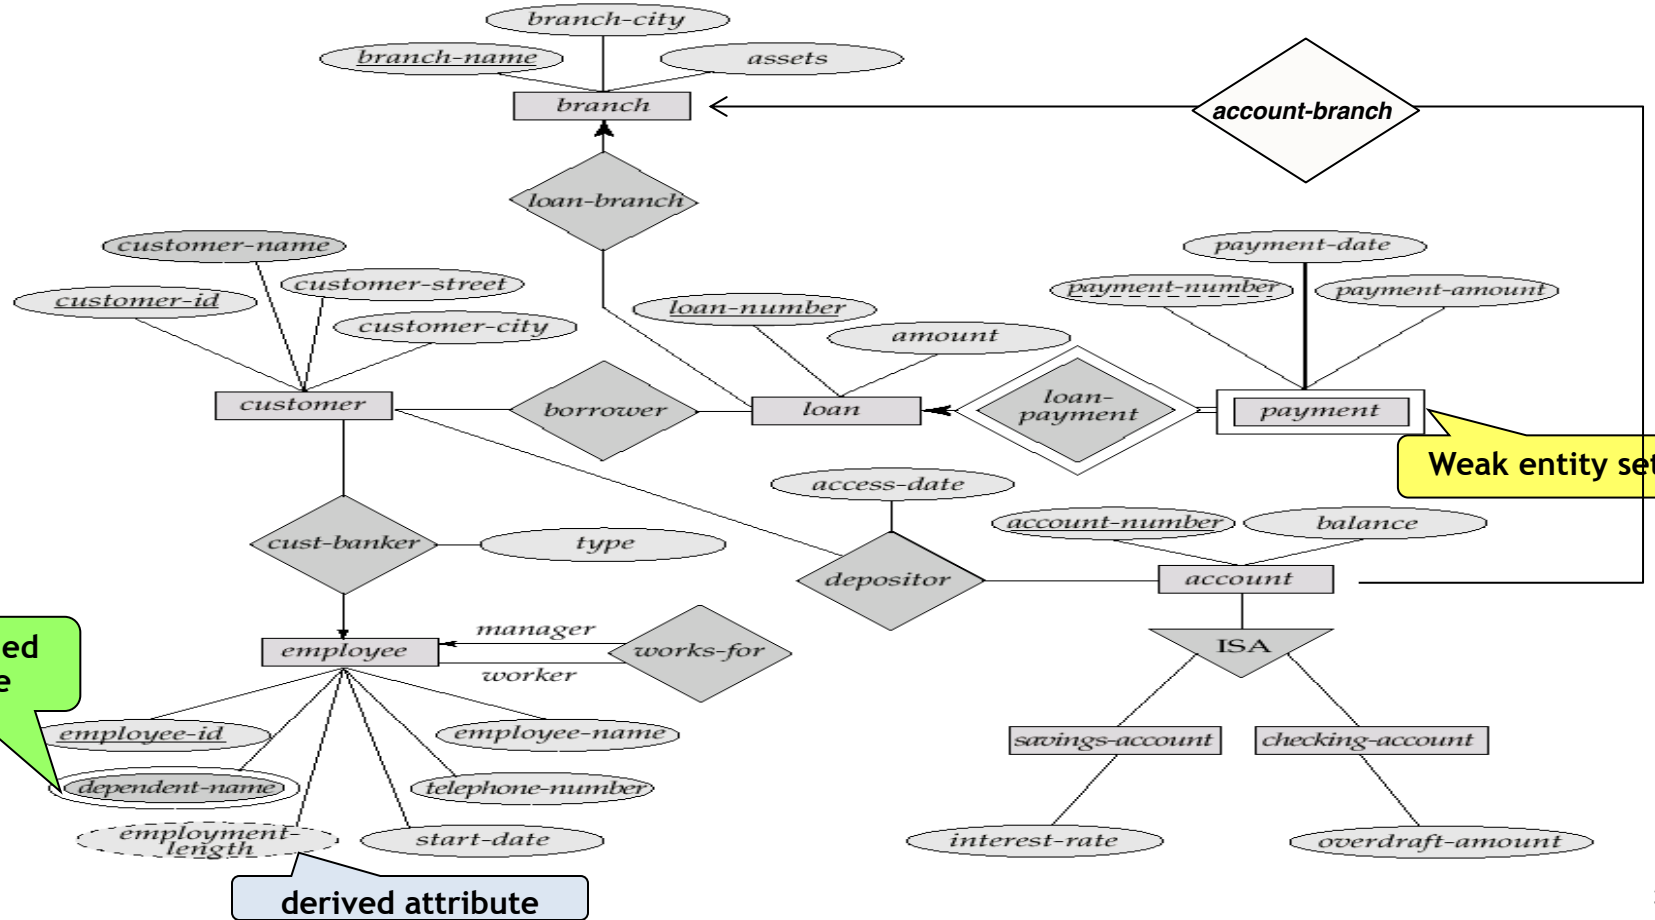 branch-city
branch-name
assets
branch
account-branch
loan-branch
customer-name
payment-date
customer-street
payment-number
payment-amount
customer-id
loan-number
customer-city
amount
customer
borrower
loan
loan-
payment
payment
Weak entity set
access-date
account-number
balance
cust-banker
type
depositor
account
manager
employee
works-for
worker
ISA
ed
e
employee-id
employee-name
savings-account
checking-account
dependent-name
telephone-number
employment-
length
start-date
interest-rate
overdraft-amount
derived attribute